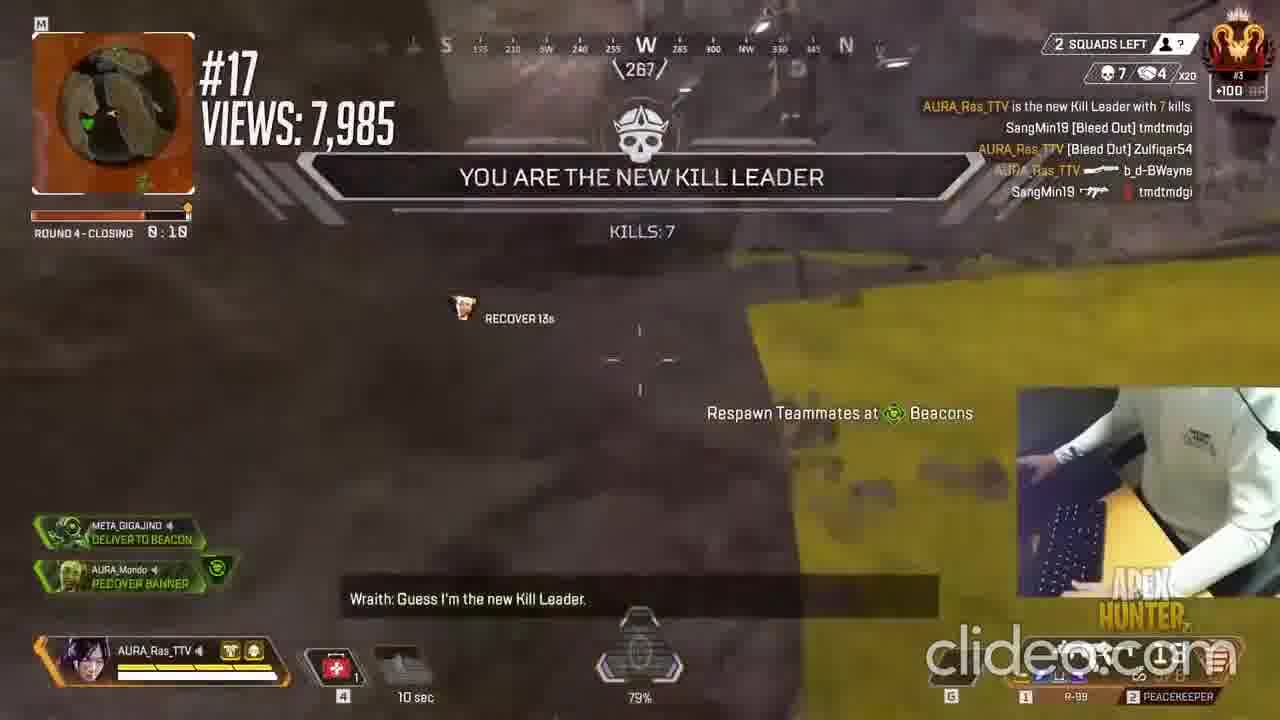 M
#17
VIEWS: 7,985
S 240 255 W 285 300 NW 330 345 N
267
2 SQUADS LEFT ?
7 4 X20
#3
+100
AURA_Ras_TTV is the new Kill Leader with 7 kills.
SangMin19 [Bleed Out] tmdtmdgi
AURA_Ras_TTV [Bleed Out] Zulfiqar54
AURA_Ras_TTV b_d-BWayne
SangMin19 tmdtmdgi
YOU ARE THE NEW KILL LEADER
KILLS: 7
ROUND 4 - CLOSING 0:10
RECOVER 13s
Respawn Teammates at Beacons
META_GIGAJINO
DELIVER TO BEACON
AURA_Mondo
RECOVER BANNER
Wraith: Guess I'm the new Kill Leader.
APEX
HUNTER
AURA_Ras_TTV
1
4
10 sec
79%
G
clideo.com
1 R-99 2 PEACEKEEPER